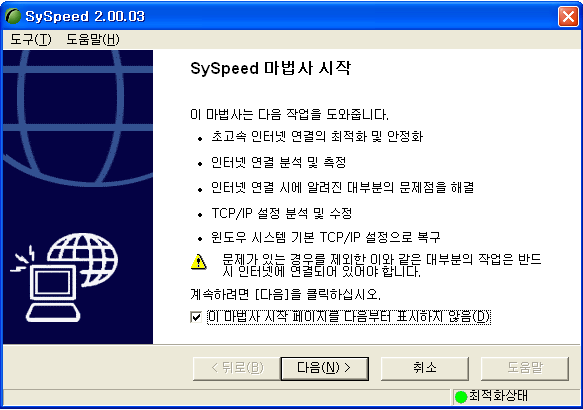 SySpeed 2.00.03
도구(T) 도움말(H)
SySpeed 마법사 시작
이 마법사는 다음 작업을 도와줍니다.
• 초고속 인터넷 연결의 최적화 및 안정화
• 인터넷 연결 분석 및 측정
• 인터넷 연결 시에 알려진 대부분의 문제점을 해결
• TCP/IP 설정 분석 및 수정
• 윈도우 시스템 기본 TCP/IP 설정으로 복구
문제가 있는 경우를 제외한 이와 같은 대부분의 작업은 반드
시 인터넷에 연결되어 있어야 합니다.
계속하려면 [다음]을 클릭하십시오.
이 마법사 시작 페이지를 다음부터 표시하지 않음(D)
< 뒤로(B) 다음(N) > 취소 도움말
최적화상태